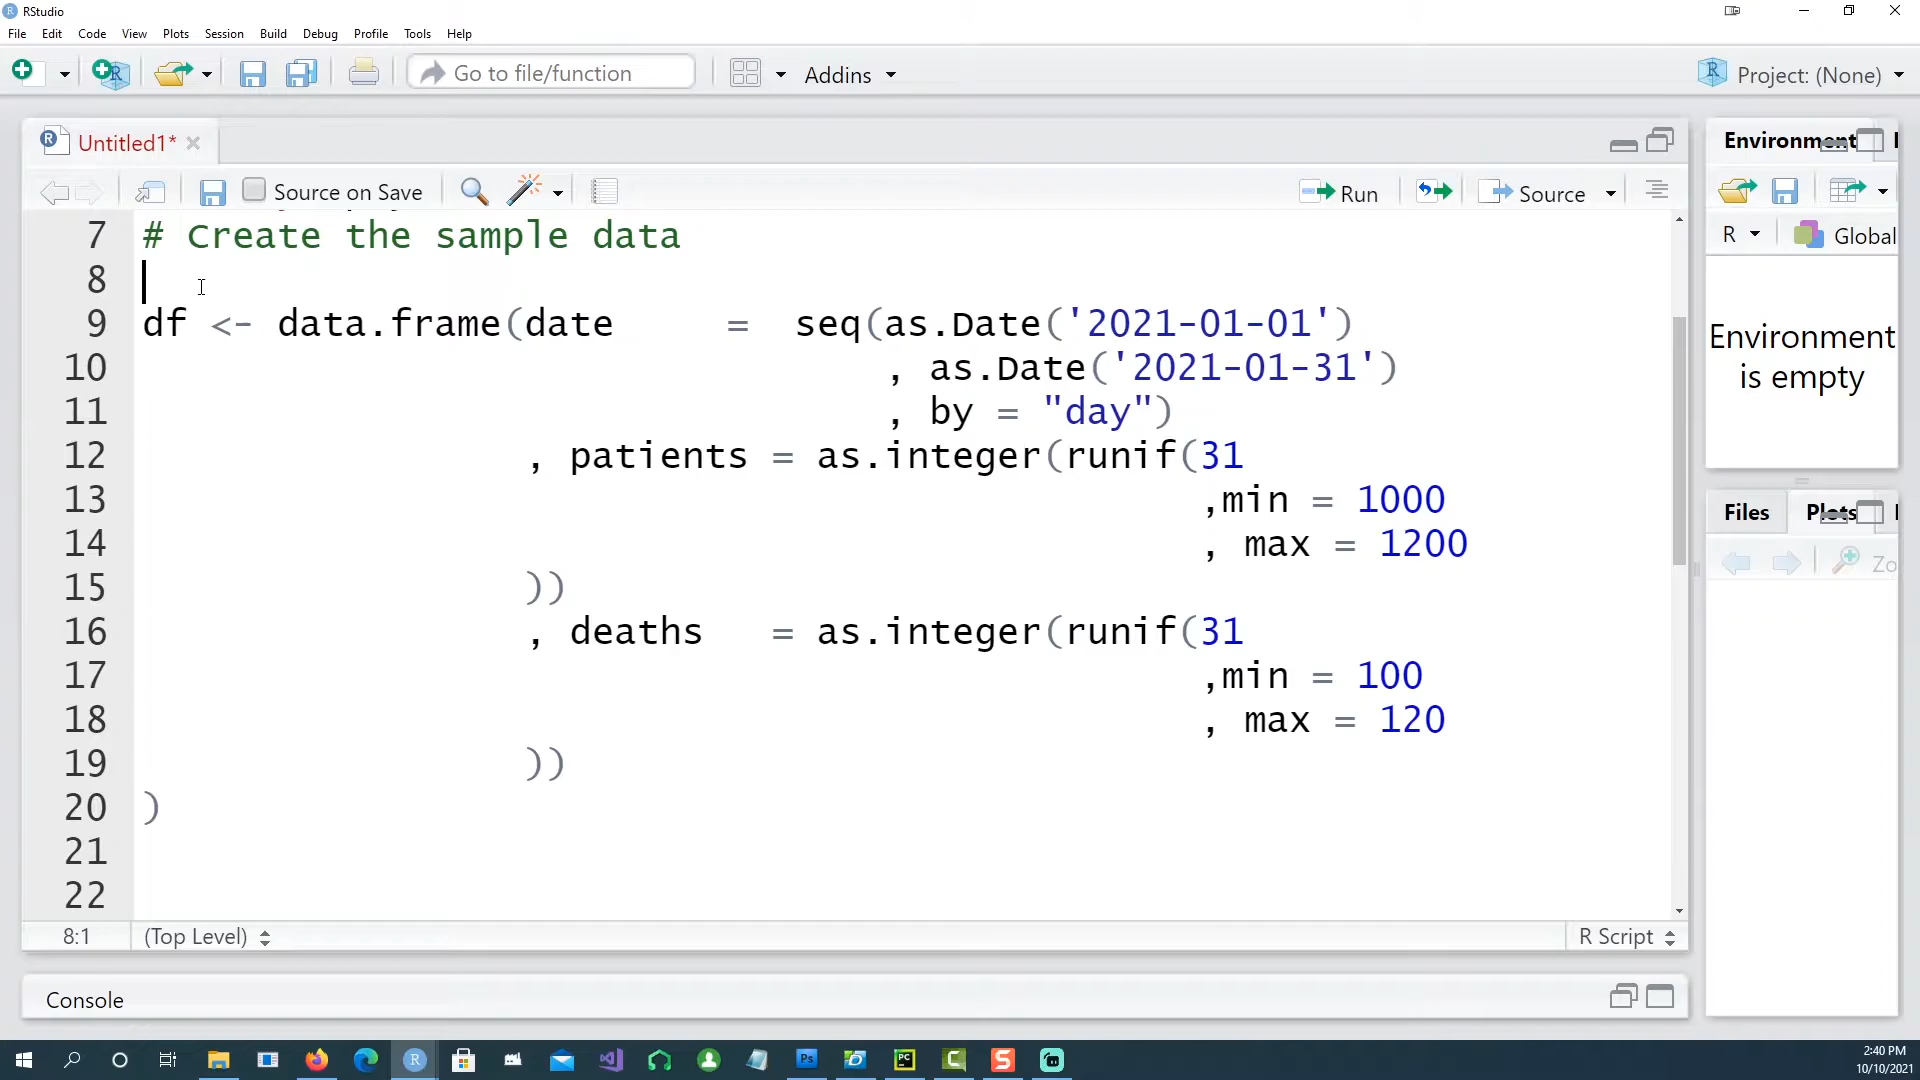 RStudio
File Edit Code View Plots Session Build Debug Profile Tools Help
Go to file/function Addins Project: (None)
Untitled1*
Source on Save Run Source
7 # Create the sample data
8
9 df <- data.frame(date = seq(as.Date('2021-01-01')
10 , as.Date('2021-01-31')
11 , by = "day")
12 , patients = as.integer(runif(31
13 ,min = 1000
14 , max = 1200
15 ))
16 , deaths = as.integer(runif(31
17 ,min = 100
18 , max = 120
19 ))
20 )
21
22
8:1 (Top Level) R Script
Console
Environment
R Global
Environment
is empty
Files Plots
Zo
2:40 PM
10/10/2021